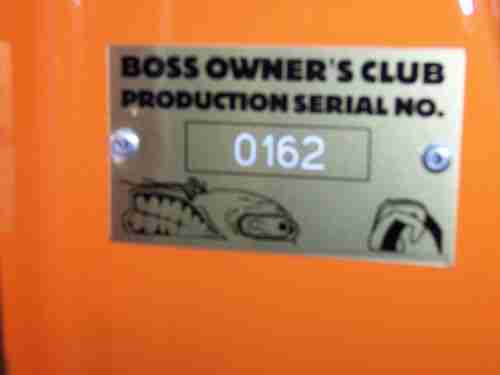 BOSS OWNER'S CLUB
PRODUCTION SERIAL NO.
0162